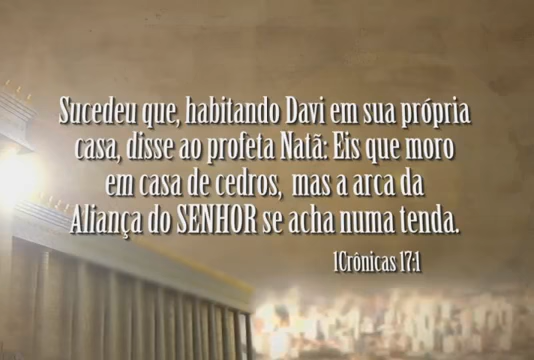 Sucedeu que, habitando Davi em sua própria
casa, disse ao profeta Natã: Eis que moro
em casa de cedros, mas a arca da
Aliança do SENHOR se acha numa tenda.
1Crônicas 17:1